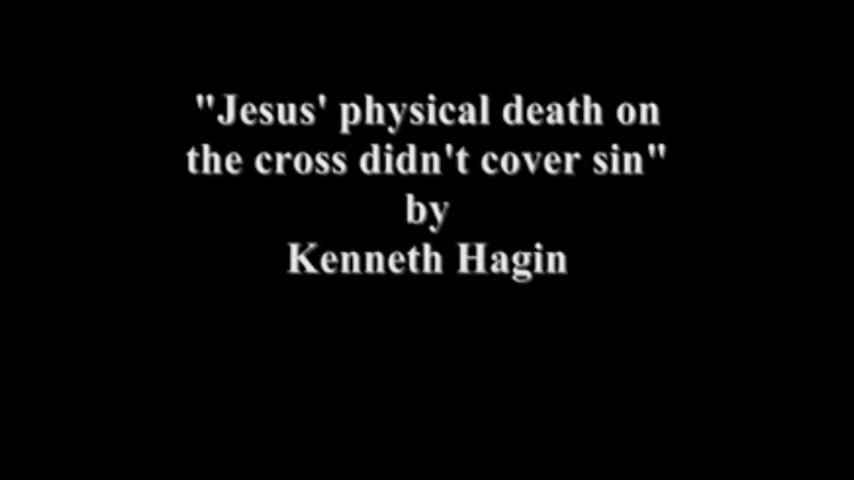 "Jesus' physical death on
the cross didn't cover sin"
by
Kenneth Hagin